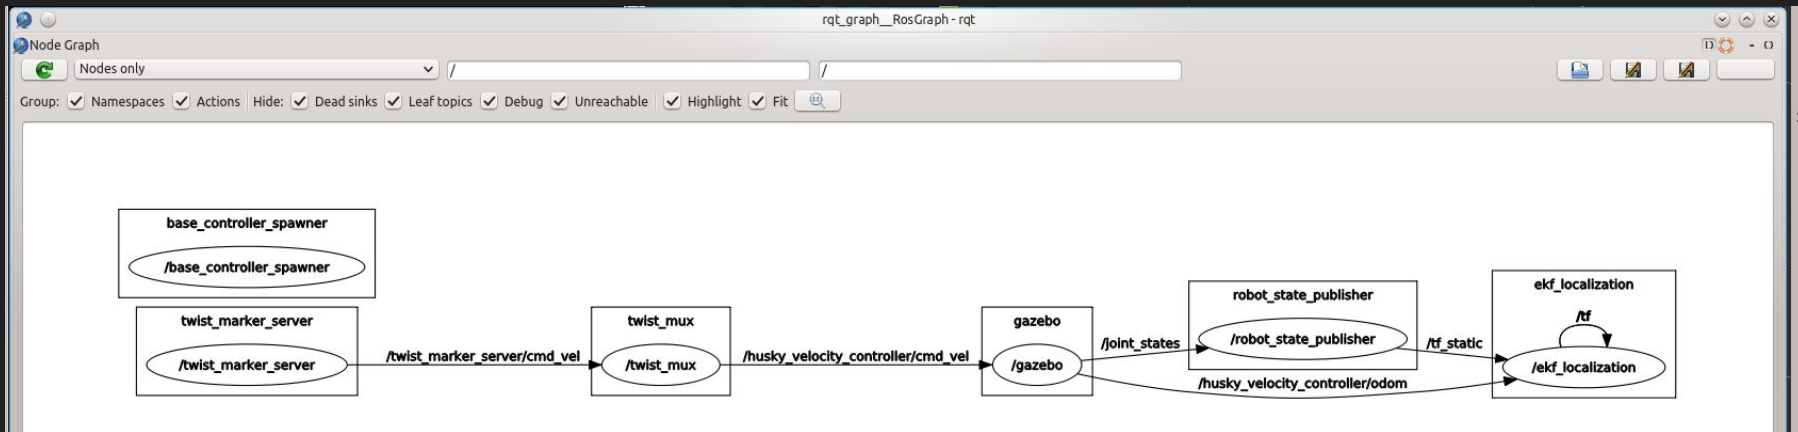 rqt_graph__RosGraph - rqt
Node Graph
Nodes only
/
/
Group: Namespaces Actions Hide: Dead sinks Leaf topics Debug Unreachable Highlight Fit
base_controller_spawner
/base_controller_spawner
twist_marker_server
/twist_marker_server
/twist_marker_server/cmd_vel
twist_mux
/twist_mux
/husky_velocity_controller/cmd_vel
gazebo
/gazebo
/joint_states
/husky_velocity_controller/odom
robot_state_publisher
/robot_state_publisher
/tf_static
ekf_localization
/tf
/ekf_localization